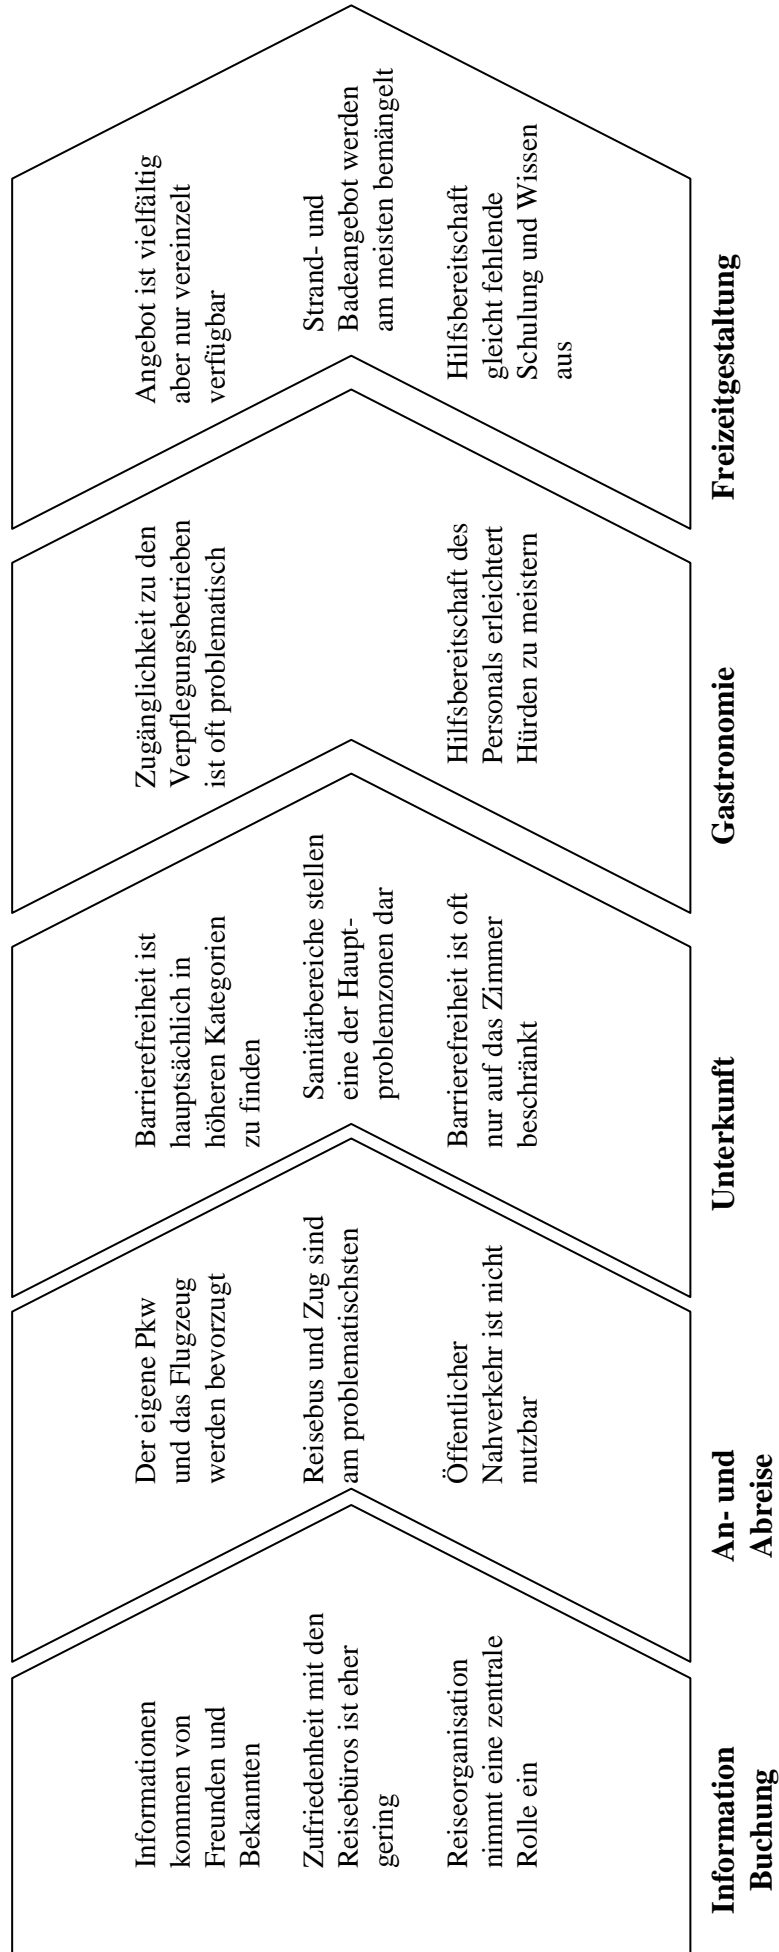 Informationen
kommen von
Freunden und
Bekannten
Zufriedenheit mit den
Reisebüros ist eher
gering
Reiseorganisation
nimmt eine zentrale
Rolle ein
Information
Buchung
Der eigene Pkw
und das Flugzeug
werden bevorzugt
Reisebus und Zug sind
am problematischsten
Öffentlicher
Nahverkehr ist nicht
nutzbar
An- und
Abreise
Barrierefreiheit ist
hauptsächlich in
höheren Kategorien
zu finden
Sanitärbereiche stellen
eine der Haupt-
problemzonen dar
Barrierefreiheit ist oft
nur auf das Zimmer
beschränkt
Unterkunft
Zugänglichkeit zu den
Verpflegungsbetrieben
ist oft problematisch
Hilfsbereitschaft des
Personals erleichtert
Hürden zu meistern
Gastronomie
Angebot ist vielfältig
aber nur vereinzelt
verfügbar
Strand- und
Badeangebot werden
am meisten bemängelt
Hilfsbereitschaft
gleicht fehlende
Schulung und Wissen
aus
Freizeitgestaltung